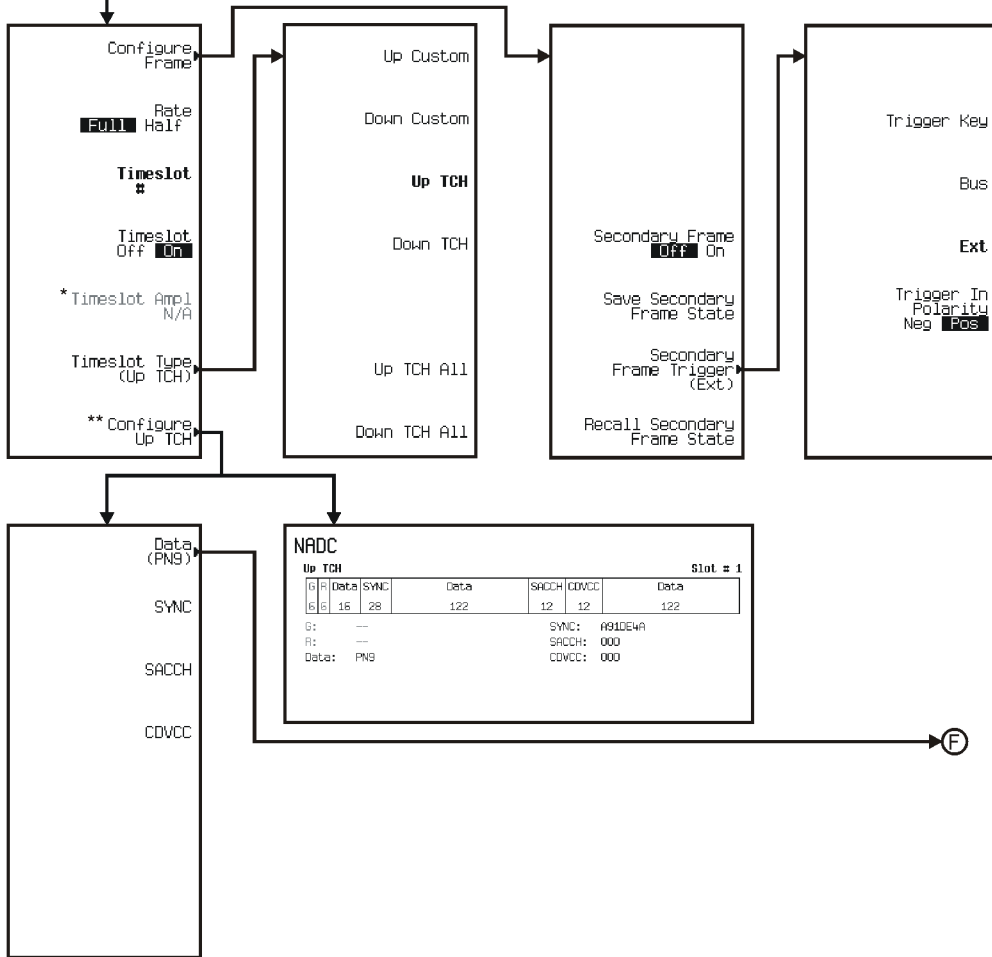 Configure
Frame
Rate
Full Half
Timeslot
#
Timeslot
Off On
*Timeslot Ampl
N/A
Timeslot Type
(Up TCH)
**Configure
Up TCH
Up Custom
Down Custom
Up TCH
Down TCH
Up TCH All
Down TCH All
Secondary Frame
Off On
Save Secondary
Frame State
Secondary
Frame Trigger
(Ext)
Recall Secondary
Frame State
Trigger Key
Bus
Ext
Trigger In
Polarity
Neg Pos
Data
(PN9)
SYNC
SACCH
CDVCC
NADC
Up TCH Slot # 1
G R Data SYNC Data SACCH CDVCC Data
6 6 16 28 122 12 12 122
G: -- SYNC: A91DE4A
R: -- SACCH: 000
Data: PN9 CDVCC: 000
F